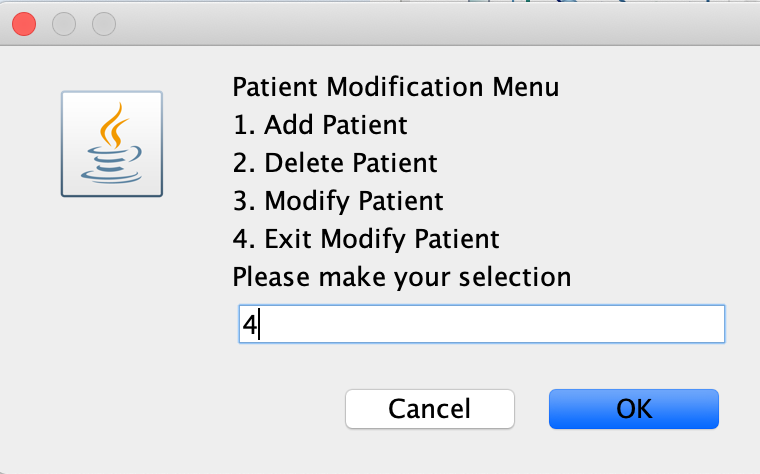 Patient Modification Menu
1. Add Patient
2. Delete Patient
3. Modify Patient
4. Exit Modify Patient
Please make your selection
4
Cancel OK